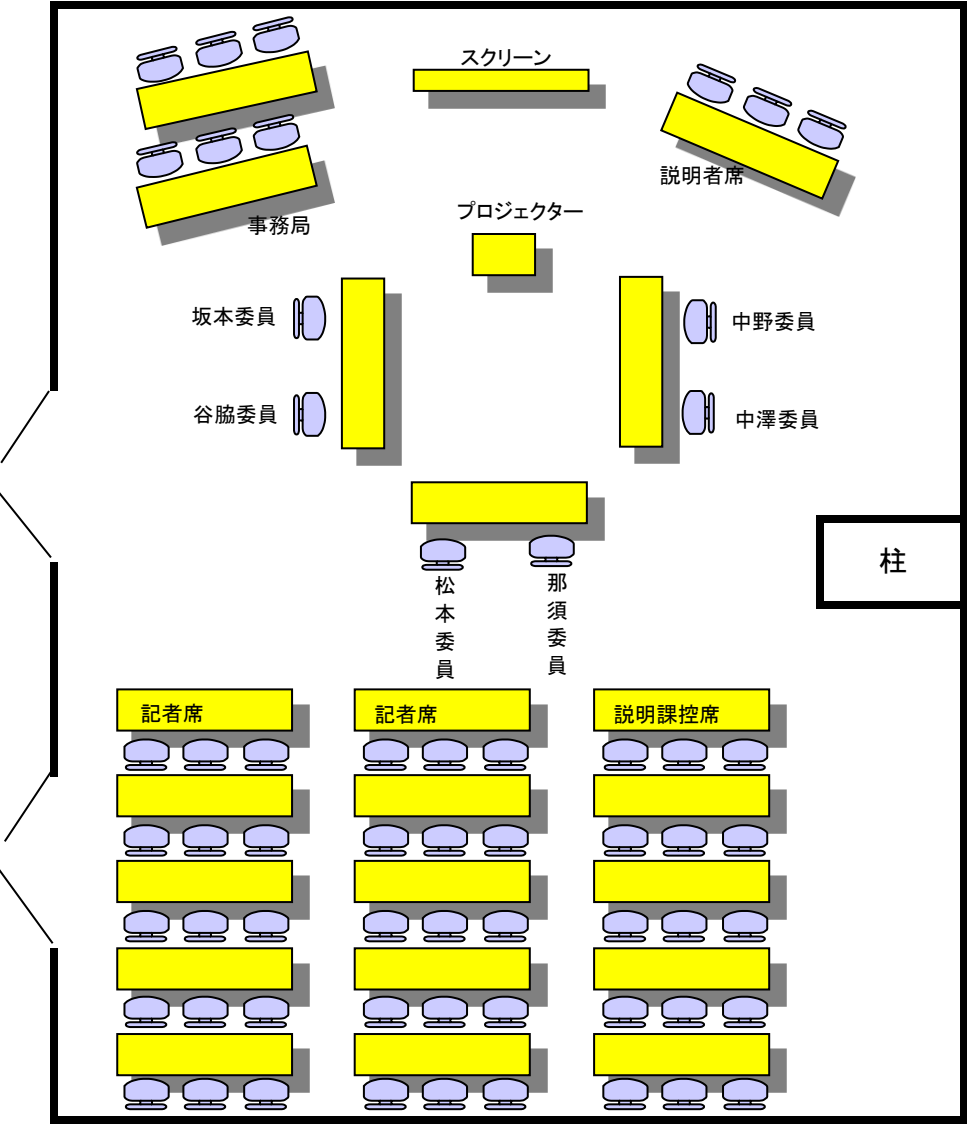 スクリーン
説明者席
プロジェクター
事務局
坂本委員
中野委員
谷脇委員
中澤委員
柱
松本委員
那須委員
記者席
記者席
説明課控席